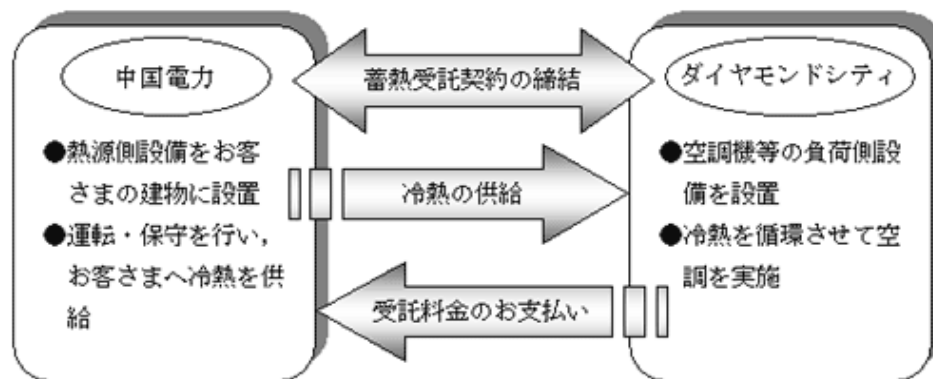 中国電力
●熱源側設備をお客
さまの建物に設置
●運転・保守を行い,
お客さまへ冷熱を供
給
蓄熱受託契約の締結
冷熱の供給
受託料金のお支払い
ダイヤモンドシティ
●空調機等の負荷側設
備を設置
●冷熱を循環させて空
調を実施